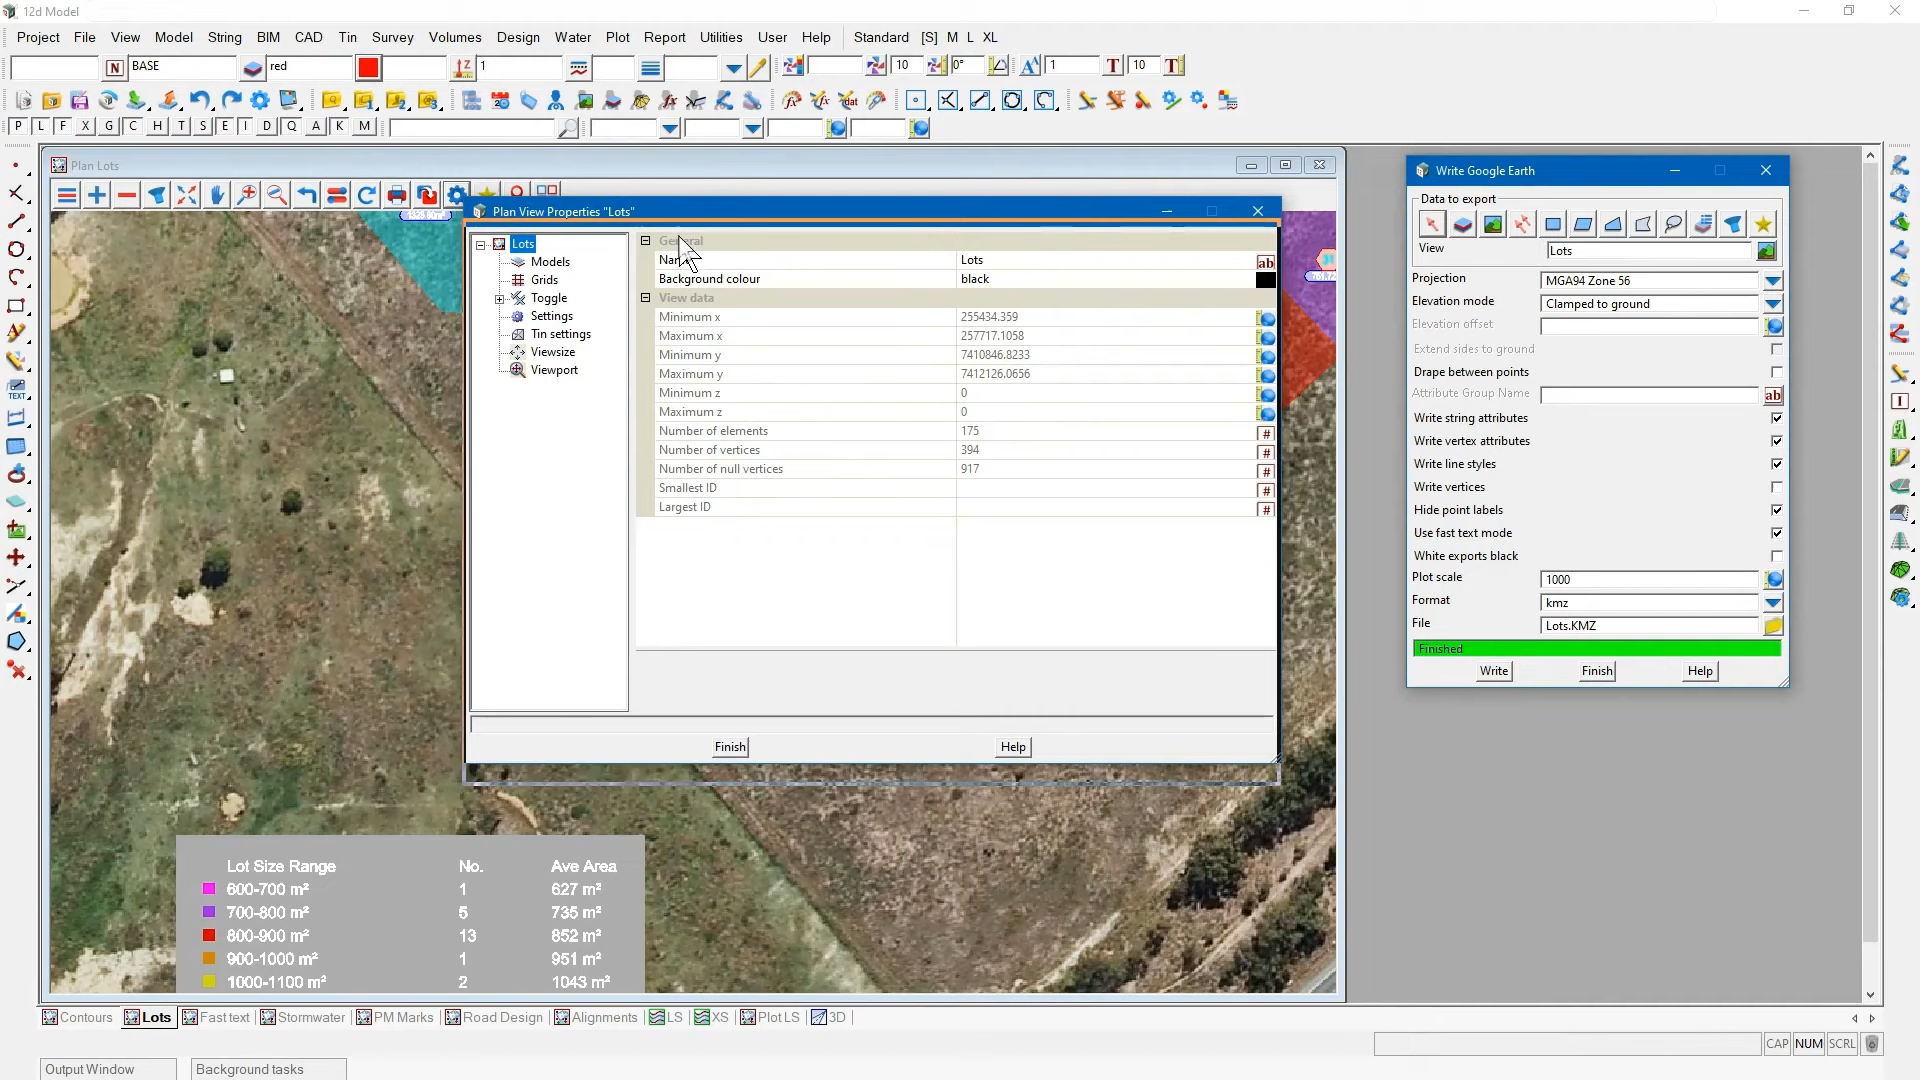 12d Model
Project File View Model String BIM CAD Tin Survey Volumes Design Water Plot Report Utilities User Help Standard [S] M L XL
N BASE red 1 10 0° 1 T 10 T
P L F X G C H T S E I D Q A K M
Plan Lots
Write Google Earth
Plan View Properties "Lots"
Data to export
View Lots
Projection MGA94 Zone 56
Elevation mode Clamped to ground
Elevation offset
Extend sides to ground
Drape between points
Attribute Group Name ab
Write string attributes
Write vertex attributes
Write line styles
Write vertices
Hide point labels
Use fast text mode
White exports black
Plot scale 1000
Format kmz
File Lots.KMZ
Finished
Write Finish Help
Lots
Models
Grids
Toggle
Settings
Tin settings
Viewsize
Viewport
Lots ab
Background colour black
View data
Minimum x 255434.359
Maximum x 257717.1058
Minimum y 7410846.8233
Maximum y 7412126.0656
Minimum z 0
Maximum z 0
Number of elements 175 #
Number of vertices 394 #
Number of null vertices 917 #
Smallest ID #
Largest ID #
Finish Help
TEXT
Lot Size Range No. Ave Area
600-700 m² 1 627 m²
700-800 m² 5 735 m²
800-900 m² 13 852 m²
900-1000 m² 1 951 m²
1000-1100 m² 2 1043 m²
Contours Lots Fast text Stormwater PM Marks Road Design Alignments LS XS Plot LS 3D
CAP NUM SCRL
Output Window Background tasks